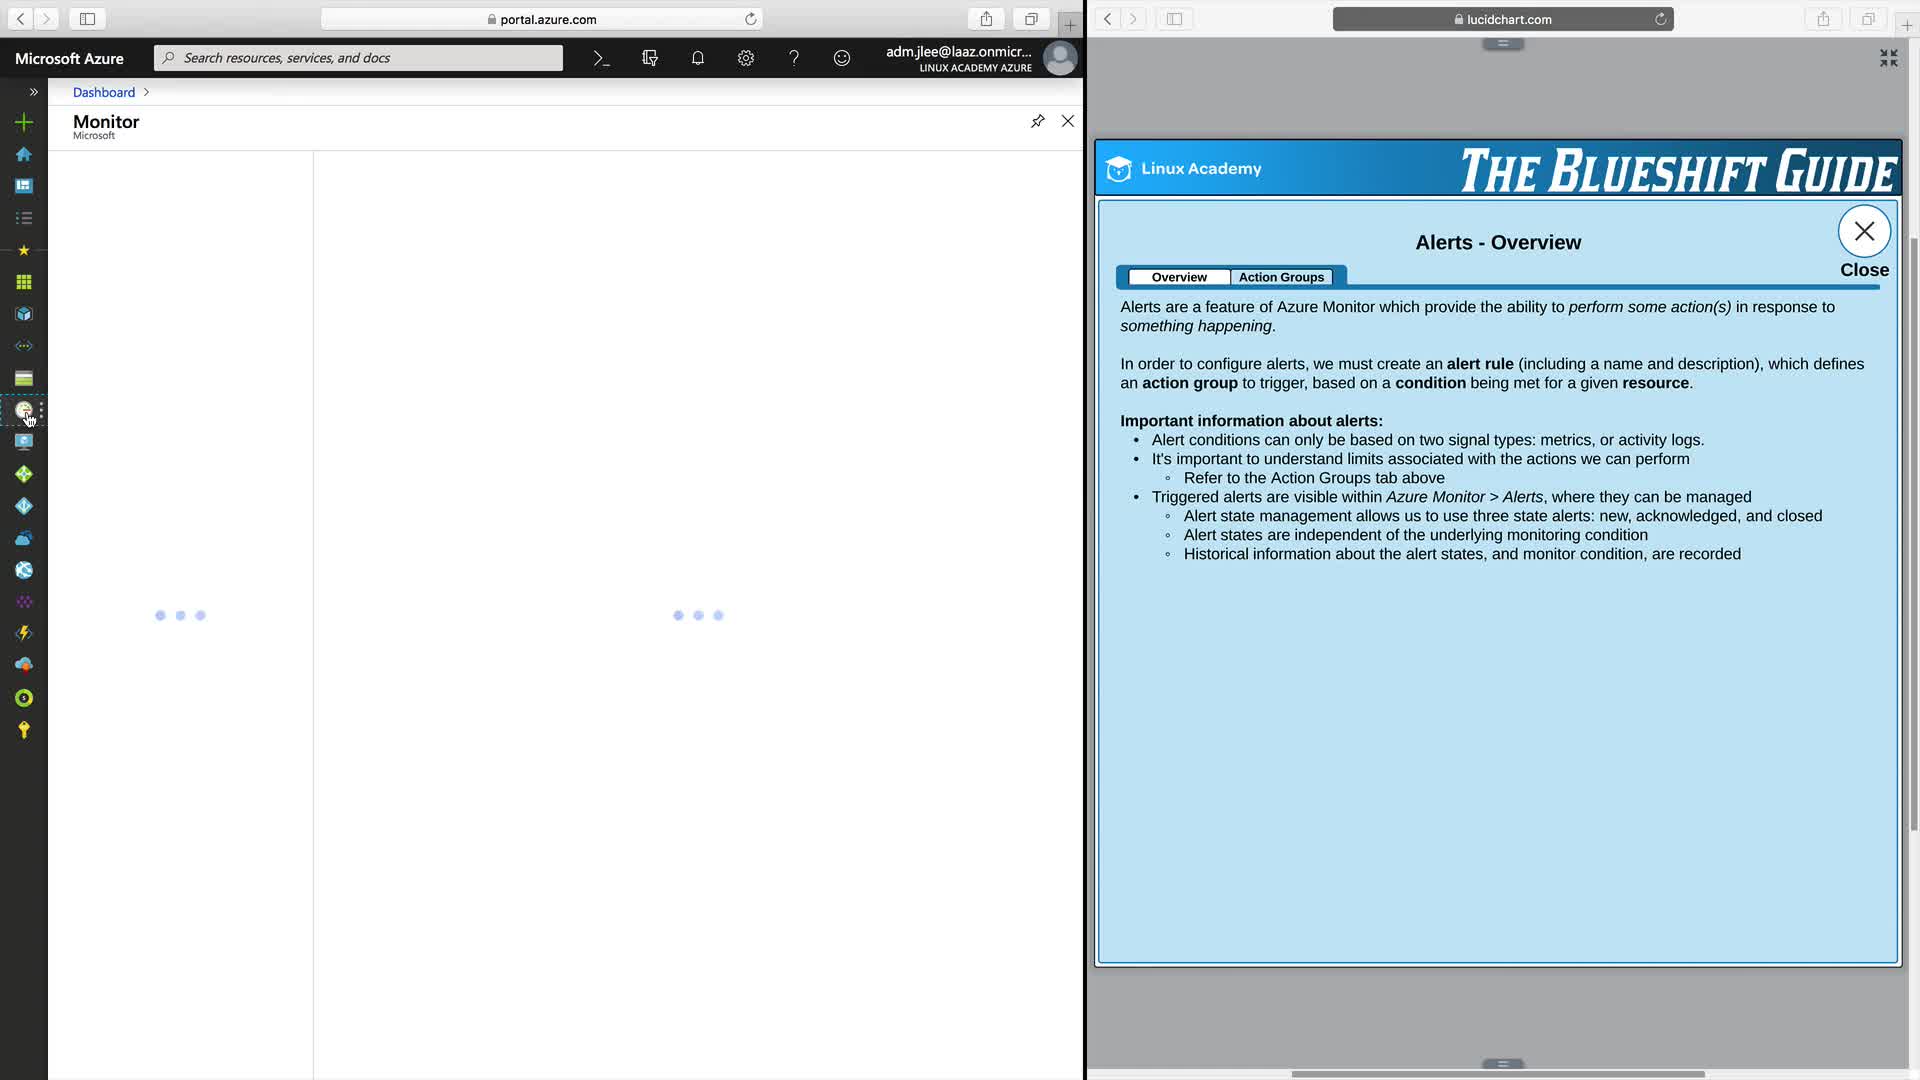 portal.azure.com
Microsoft Azure
Search resources, services, and docs
adm.jlee@laaz.onmicr...
LINUX ACADEMY AZURE
Dashboard
Monitor
Microsoft
lucidchart.com
Linux Academy
THE BLUESHIFT GUIDE
Alerts - Overview
Close
Overview
Action Groups
Alerts are a feature of Azure Monitor which provide the ability to perform some action(s) in response to
something happening.
In order to configure alerts, we must create an alert rule (including a name and description), which defines
an action group to trigger, based on a condition being met for a given resource.
Important information about alerts:
• Alert conditions can only be based on two signal types: metrics, or activity logs.
• It's important to understand limits associated with the actions we can perform
◦ Refer to the Action Groups tab above
• Triggered alerts are visible within Azure Monitor > Alerts, where they can be managed
◦ Alert state management allows us to use three state alerts: new, acknowledged, and closed
◦ Alert states are independent of the underlying monitoring condition
◦ Historical information about the alert states, and monitor condition, are recorded